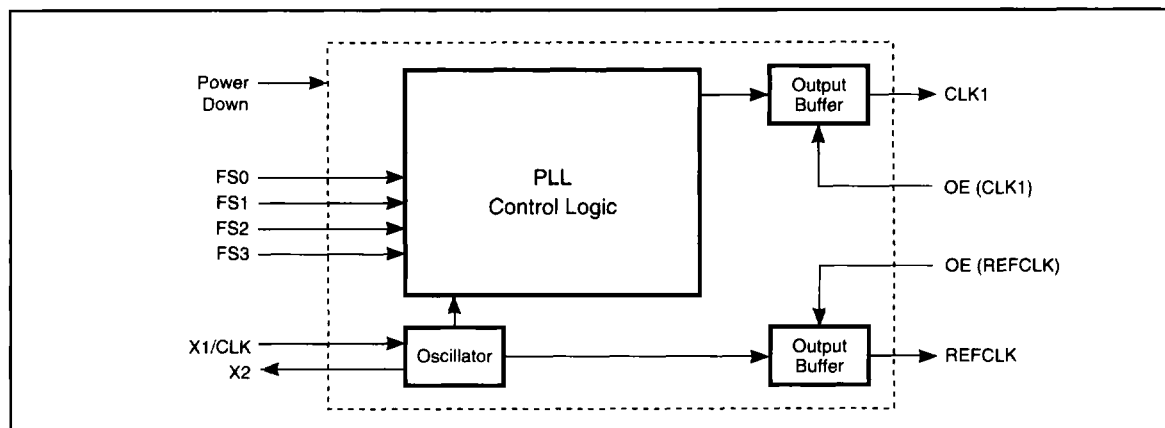 Power
Down
FS0
FS1
FS2
FS3
X1/CLK
X2
PLL
Control Logic
Oscillator
Output
Buffer
CLK1
OE (CLK1)
OE (REFCLK)
Output
Buffer
REFCLK